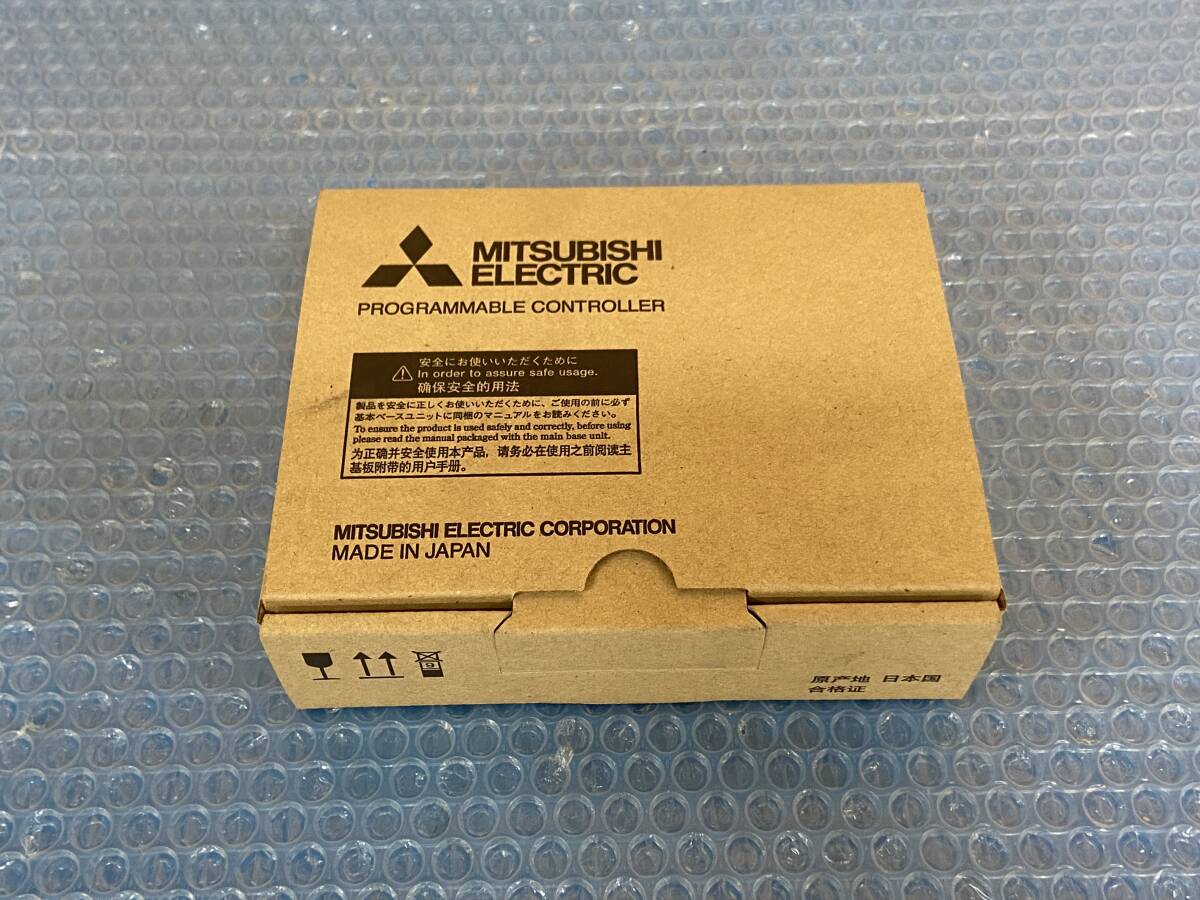 MITSUBISHI
ELECTRIC
PROGRAMMABLE CONTROLLER
安全にお使いいただくために
In order to assure safe usage.
确保安全的用法
製品を安全に正しくお使いいただくために、ご使用の前に必ず
基本ベースユニットに同梱のマニュアルをお読みください。
To ensure the product is used safely and correctly, before using
please read the manual packaged with the main base unit.
为正确并安全使用本产品，请务必在使用之前阅读主
基板附带的用户手册。
MITSUBISHI ELECTRIC CORPORATION
MADE IN JAPAN
原产地 日本国
合格证